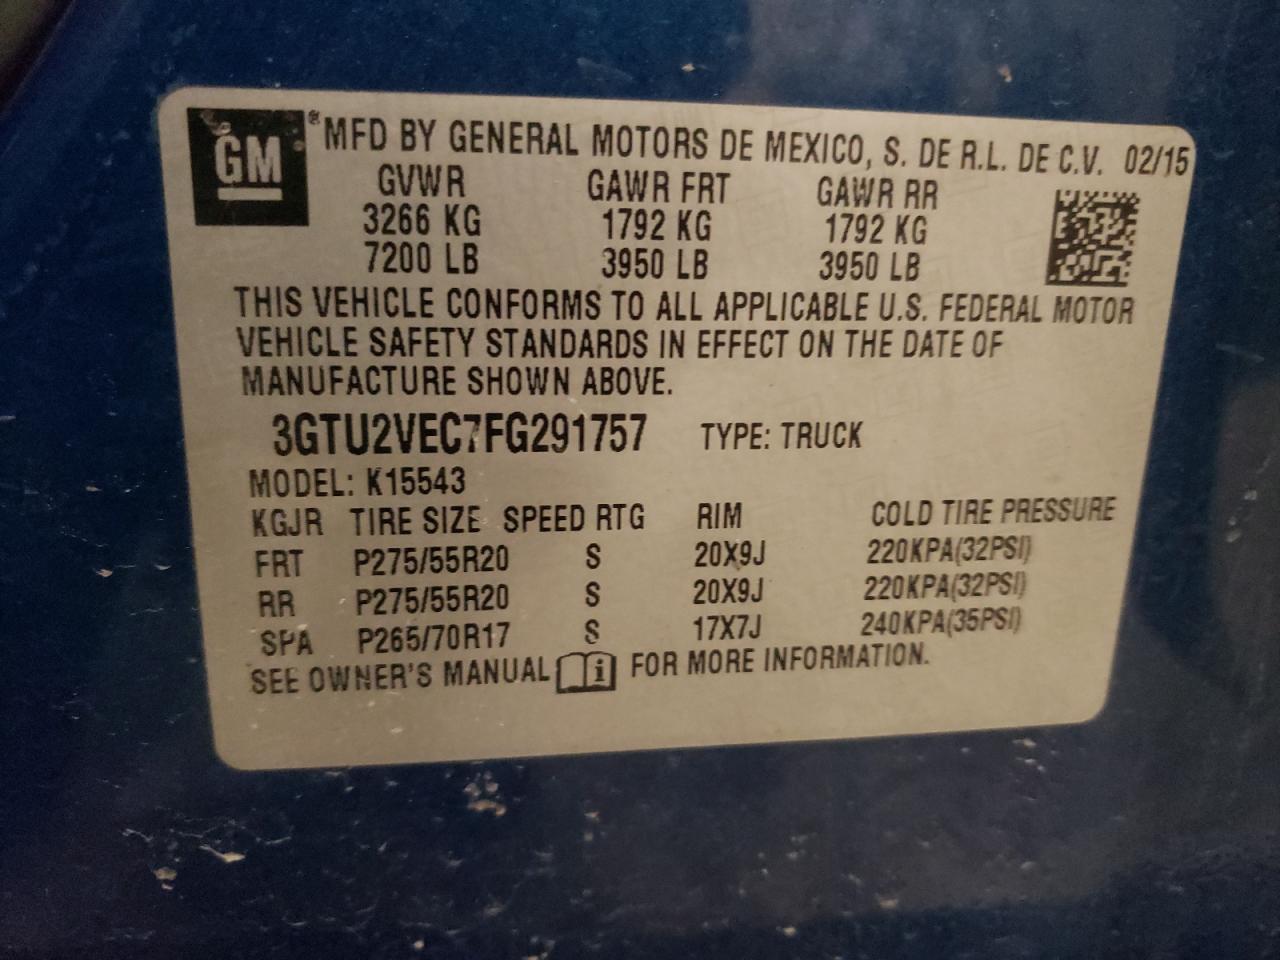 GM ® MFD BY GENERAL MOTORS DE MEXICO, S. DE R.L. DE C.V. 02/15
GVWR GAWR FRT GAWR RR
3266 KG 1792 KG 1792 KG
7200 LB 3950 LB 3950 LB
THIS VEHICLE CONFORMS TO ALL APPLICABLE U.S. FEDERAL MOTOR
VEHICLE SAFETY STANDARDS IN EFFECT ON THE DATE OF
MANUFACTURE SHOWN ABOVE.
3GTU2VEC7FG291757 TYPE: TRUCK
MODEL: K15543
KGJR TIRE SIZE SPEED RTG RIM COLD TIRE PRESSURE
FRT P275/55R20 S 20X9J 220KPA(32PSI)
RR P275/55R20 S 20X9J 220KPA(32PSI)
SPA P265/70R17 S 17X7J 240KPA(35PSI)
SEE OWNER'S MANUAL i FOR MORE INFORMATION.